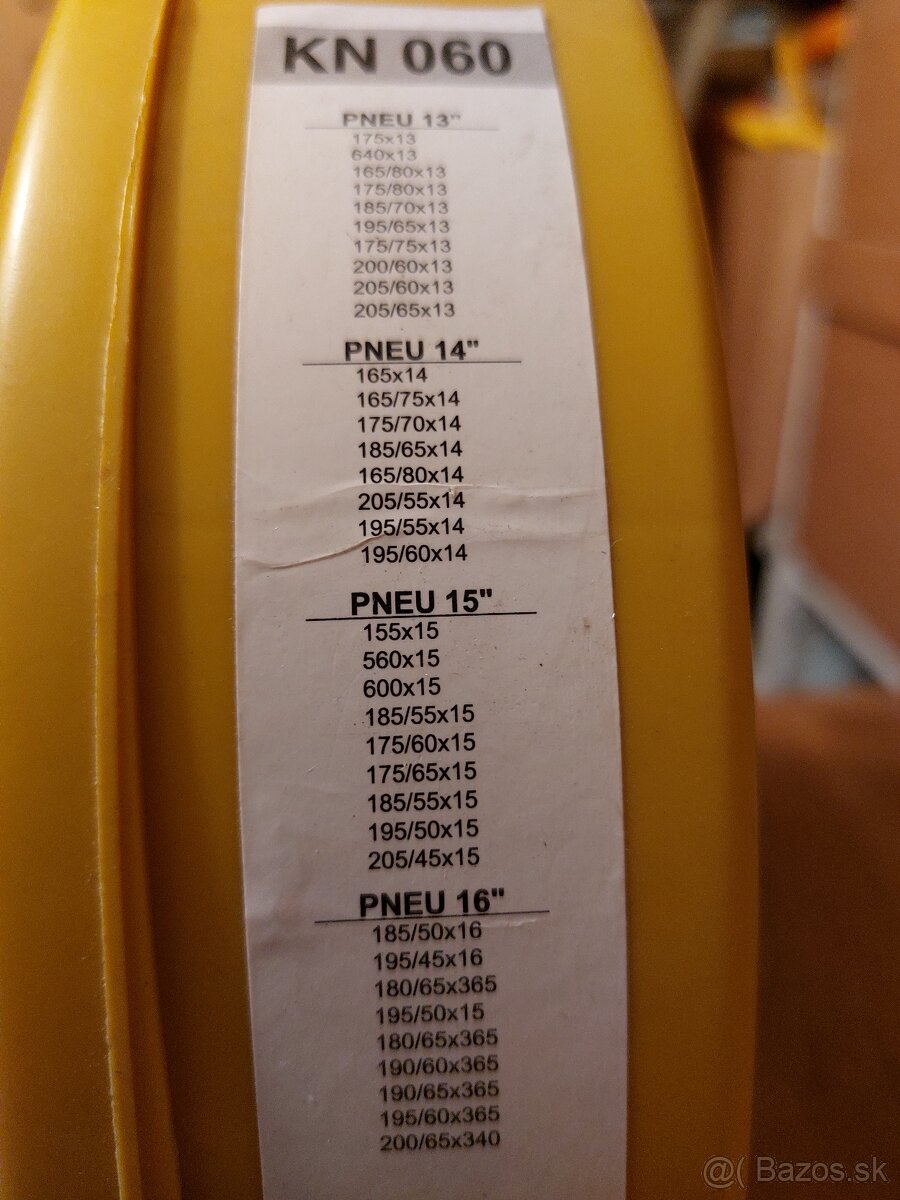 KN 060
PNEU 13"
175x13
640x13
165/80x13
175/80x13
185/70x13
195/65x13
175/75x13
200/60x13
205/60x13
205/65x13
PNEU 14"
165x14
165/75x14
175/70x14
185/65x14
165/80x14
205/55x14
195/55x14
195/60x14
PNEU 15"
155x15
560x15
600x15
185/55x15
175/60x15
175/65x15
185/55x15
195/50x15
205/45x15
PNEU 16"
185/50x16
195/45x16
180/65x365
195/50x15
180/65x365
190/60x365
190/65x365
195/60x365
200/65x340
@( Bazos.sk